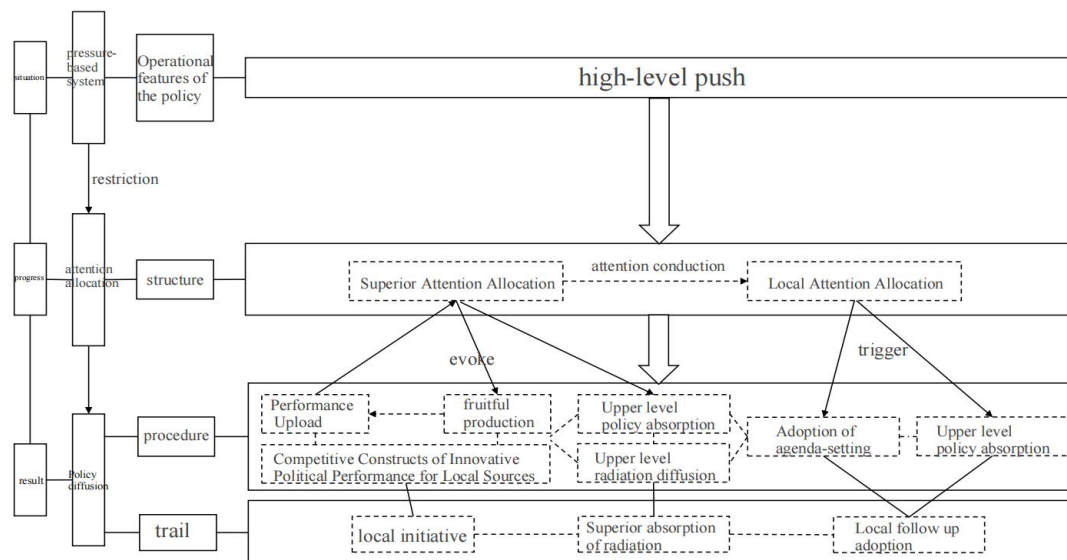 situation
pressure-
based
system
Operational
features of
the policy
high-level push
restriction
progress
attention
allocation
structure
Superior Attention Allocation
attention conduction
Local Attention Allocation
evoke
trigger
result
Policy
diffusion
procedure
Performance
Upload
fruitful
production
Upper level
policy absorption
Adoption of
agenda-setting
Upper level
policy absorption
Competitive Constructs of Innovative
Political Performance for Local Sources
Upper level
radiation diffusion
trail
local initiative
Superior absorption
of radiation
Local follow up
adoption